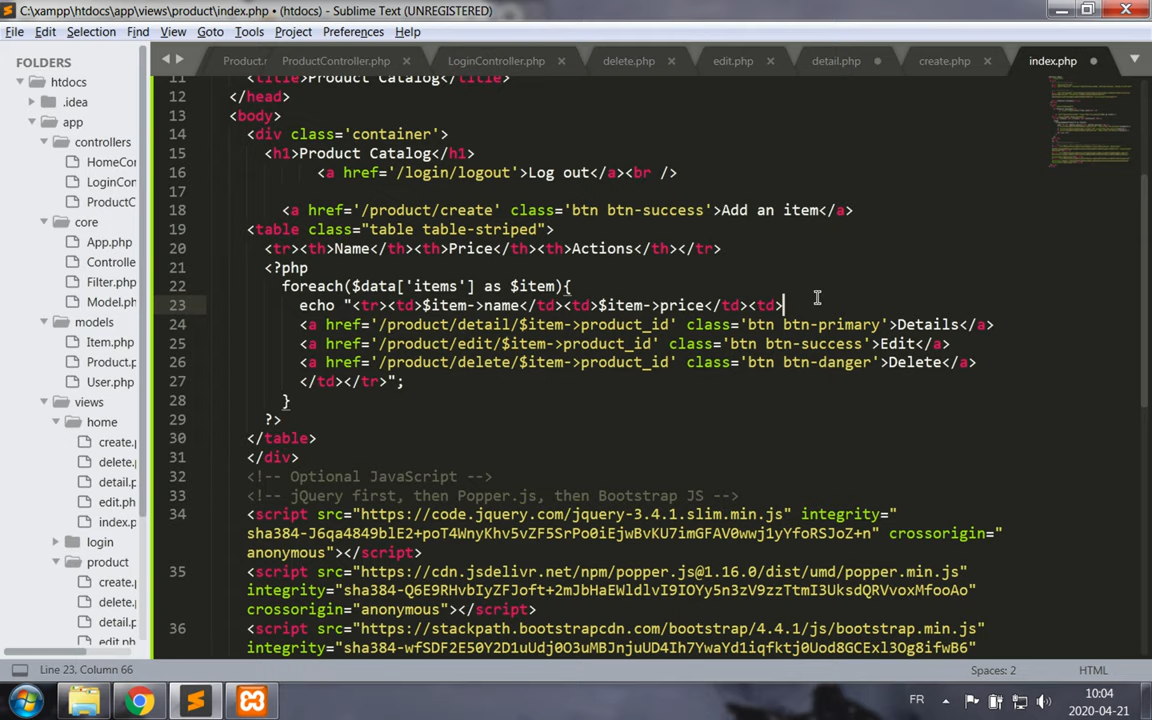 C:\xampp\htdocs\app\views\product\index.php • (htdocs) - Sublime Text (UNREGISTERED)
File Edit Selection Find View Goto Tools Project Preferences Help
FOLDERS
htdocs
.idea
app
controllers
HomeCon
LoginCor
ProductC
core
App.php
Controlle
Filter.php
Model.ph
models
Item.php
Product.p
User.php
views
home
create.p
delete.p
detail.p
edit.ph
index.p
login
product
create.p
delete.p
detail.p
edit.ph
Product.r ProductController.php × LoginController.php × delete.php × edit.php × detail.php create.php × index.php
11 <title>Product Catalog</title>
12 </head>
13 <body>
14 <div class='container'>
15 <h1>Product Catalog</h1>
16 <a href='/login/logout'>Log out</a><br />
17
18 <a href='/product/create' class='btn btn-success'>Add an item</a>
19 <table class="table table-striped">
20 <tr><th>Name</th><th>Price</th><th>Actions</th></tr>
21 <?php
22 foreach($data['items'] as $item){
23 echo "<tr><td>$item->name</td><td>$item->price</td><td>
24 <a href='/product/detail/$item->product_id' class='btn btn-primary'>Details</a>
25 <a href='/product/edit/$item->product_id' class='btn btn-success'>Edit</a>
26 <a href='/product/delete/$item->product_id' class='btn btn-danger'>Delete</a>
27 </td></tr>";
28 }
29 ?>
30 </table>
31 </div>
32 <!-- Optional JavaScript -->
33 <!-- jQuery first, then Popper.js, then Bootstrap JS -->
34 <script src="https://code.jquery.com/jquery-3.4.1.slim.min.js" integrity="
sha384-J6qa4849blE2+poT4WnyKhv5vZF5SrPo0iEjwBvKU7imGFAV0wwj1yYfoRSJoZ+n" crossorigin="
anonymous"></script>
35 <script src="https://cdn.jsdelivr.net/npm/popper.js@1.16.0/dist/umd/popper.min.js"
integrity="sha384-Q6E9RHvbIyZFJoft+2mJbHaEWldlvI9IOYy5n3zV9zzTtmI3UksdQRVvoxMfooAo"
crossorigin="anonymous"></script>
36 <script src="https://stackpath.bootstrapcdn.com/bootstrap/4.4.1/js/bootstrap.min.js"
integrity="sha384-wfSDF2E50Y2D1uUdj0O3uMBJnjuUD4Ih7YwaYd1iqfktj0Uod8GCExl3Og8ifwB6"
Line 23, Column 66 Spaces: 2 HTML
FR 10:04
2020-04-21